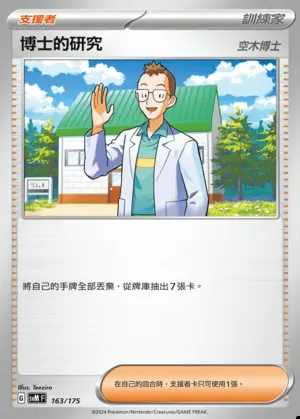 支援者
訓練家
博士的研究
空木博士
將自己的手牌全部丟棄，從牌庫抽出7張卡。
Illus. Taezira
G SVM F 163/175
在自己的回合時，支援者卡只可使用1張。
©2024 Pokémon/Nintendo/Creatures/GAME FREAK.